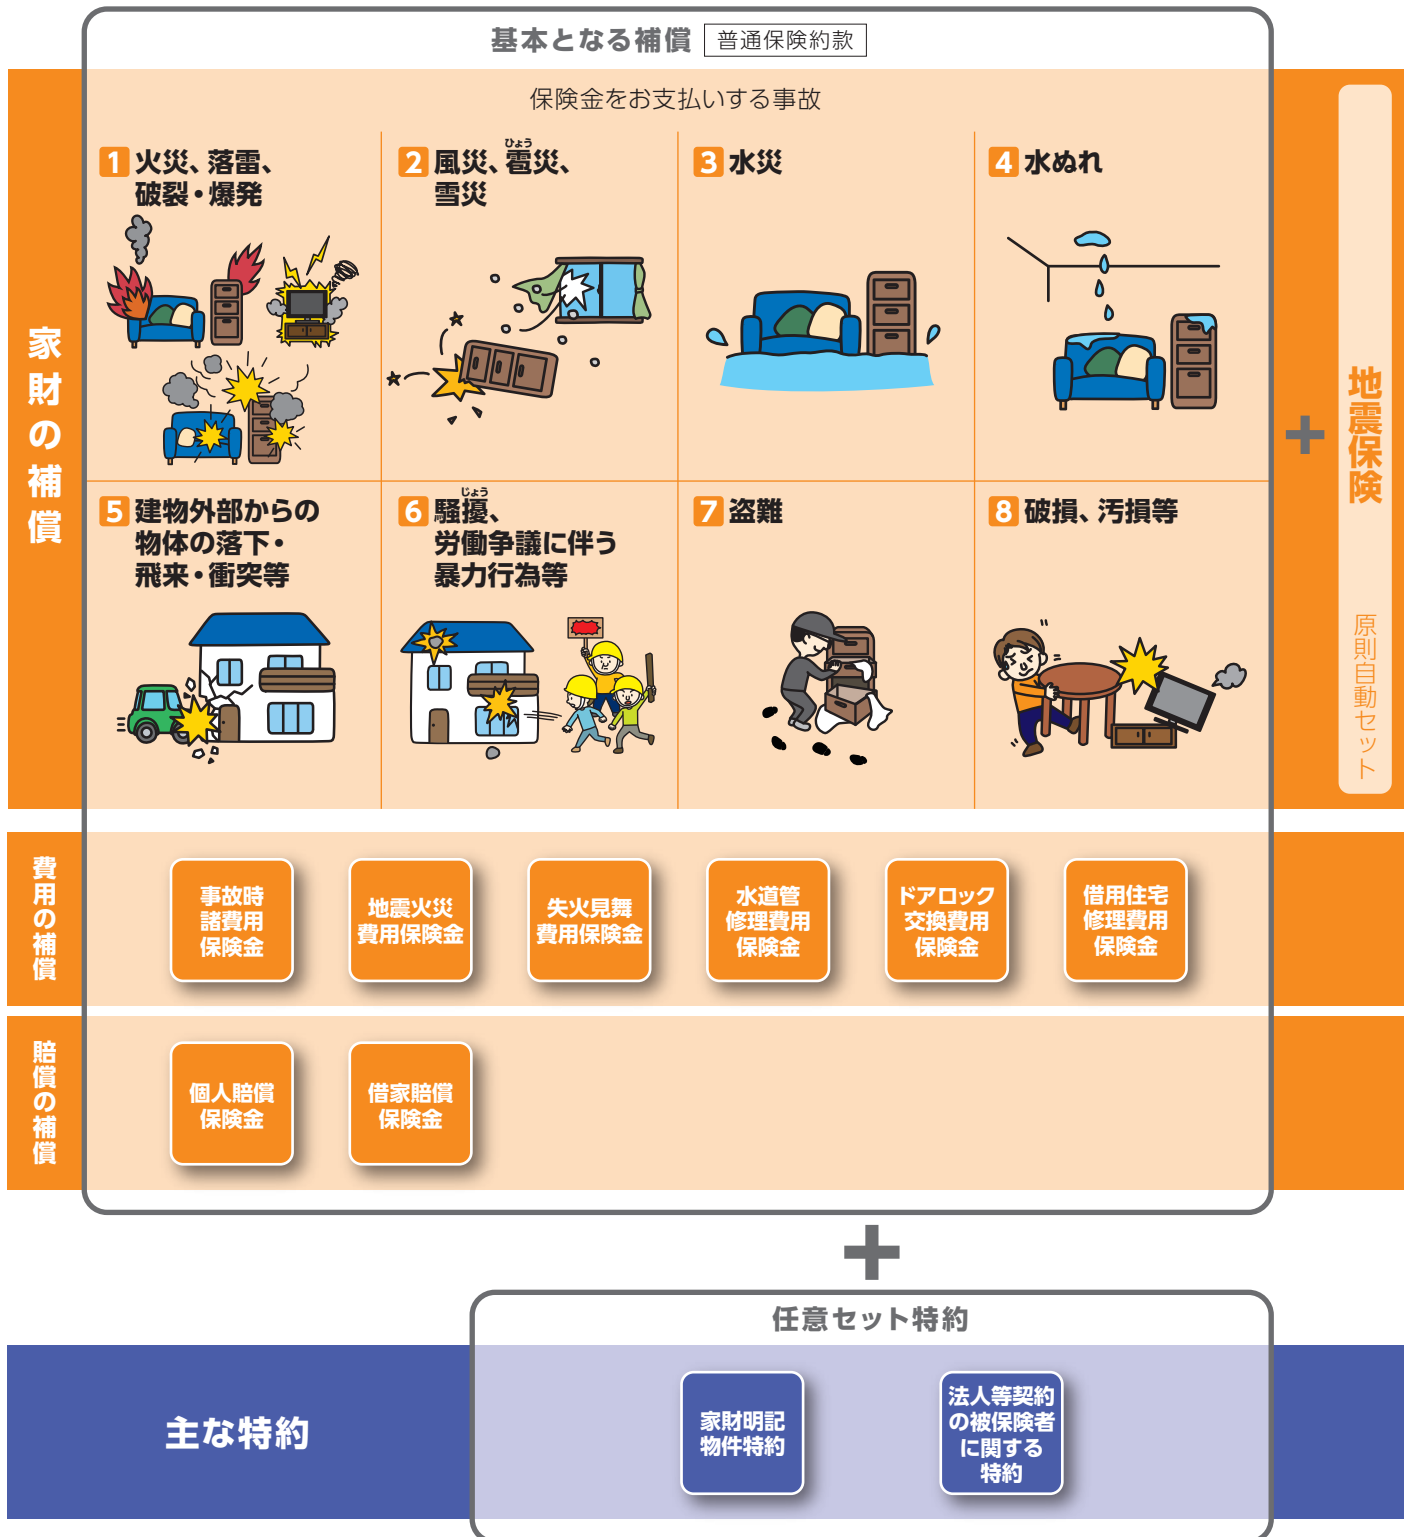 基本となる補償 普通保険約款
保険金をお支払いする事故
家財の補償
1 火災、落雷、
破裂・爆発
2 風災、雹災、
ひょう
雪災
3 水災
4 水ぬれ
5 建物外部からの
物体の落下・
飛来・衝突等
6 騒擾、
じょう
労働争議に伴う
暴力行為等
7 盗難
8 破損、汚損等
+
地震保険
原則自動セット
費用の補償
事故時
諸費用
保険金
地震火災
費用保険金
失火見舞
費用保険金
水道管
修理費用
保険金
ドアロック
交換費用
保険金
借用住宅
修理費用
保険金
賠償の補償
個人賠償
保険金
借家賠償
保険金
+
任意セット特約
主な特約
家財明記
物件特約
法人等契約
の被保険者
に関する
特約